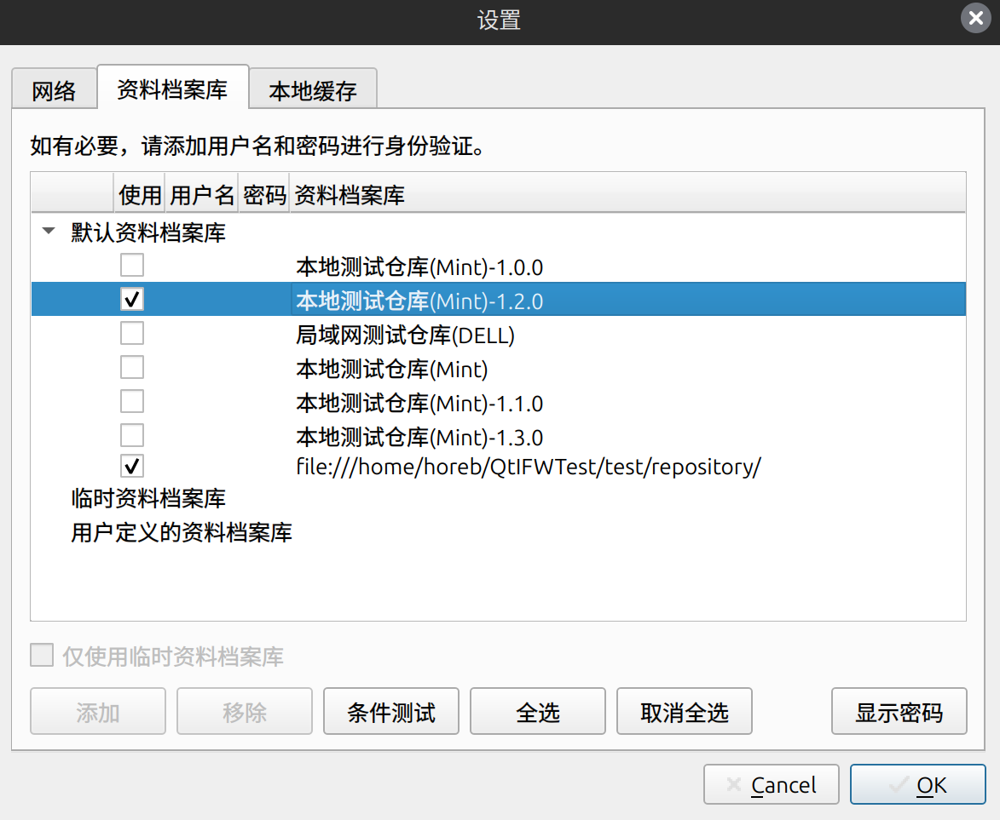 设置
网络 资料档案库 本地缓存
如有必要，请添加用户名和密码进行身份验证。
使用 用户名 密码 资料档案库
默认资料档案库
本地测试仓库(Mint)-1.0.0
本地测试仓库(Mint)-1.2.0
局域网测试仓库(DELL)
本地测试仓库(Mint)
本地测试仓库(Mint)-1.1.0
本地测试仓库(Mint)-1.3.0
file:///home/horeb/QtIFWTest/test/repository/
临时资料档案库
用户定义的资料档案库
仅使用临时资料档案库
添加 移除 条件测试 全选 取消全选 显示密码
Cancel OK